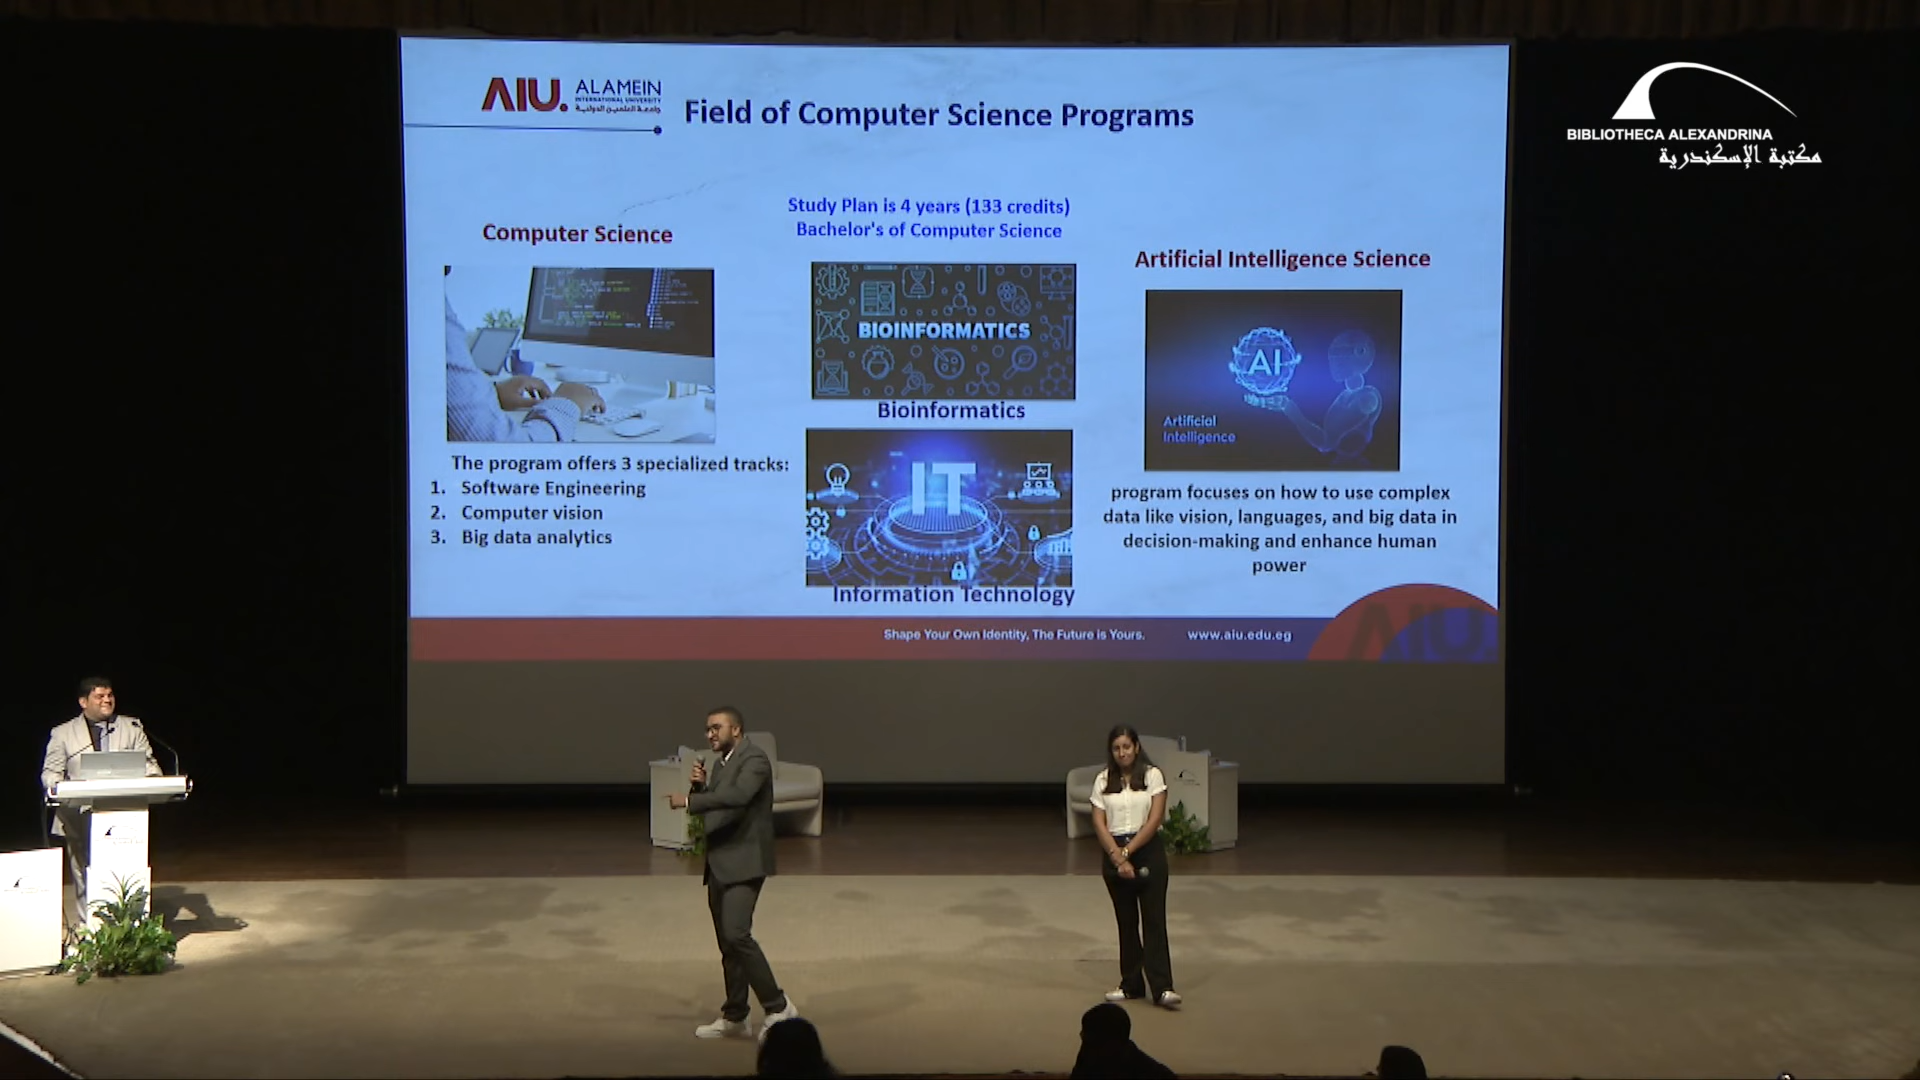 AIU. ALAMEIN
INTERNATIONAL UNIVERSITY
جامعة العلمين الدولية
Field of Computer Science Programs
BIBLIOTHECA ALEXANDRINA
مكتبة الإسكندرية
Study Plan is 4 years (133 credits)
Bachelor's of Computer Science
Computer Science
The program offers 3 specialized tracks:
1. Software Engineering
2. Computer vision
3. Big data analytics
BIOINFORMATICS
Bioinformatics
IT
Information Technology
Artificial Intelligence Science
AI
Artificial
Intelligence
program focuses on how to use complex
data like vision, languages, and big data in
decision-making and enhance human
power
Shape Your Own Identity, The Future is Yours. www.aiu.edu.eg
AIU.